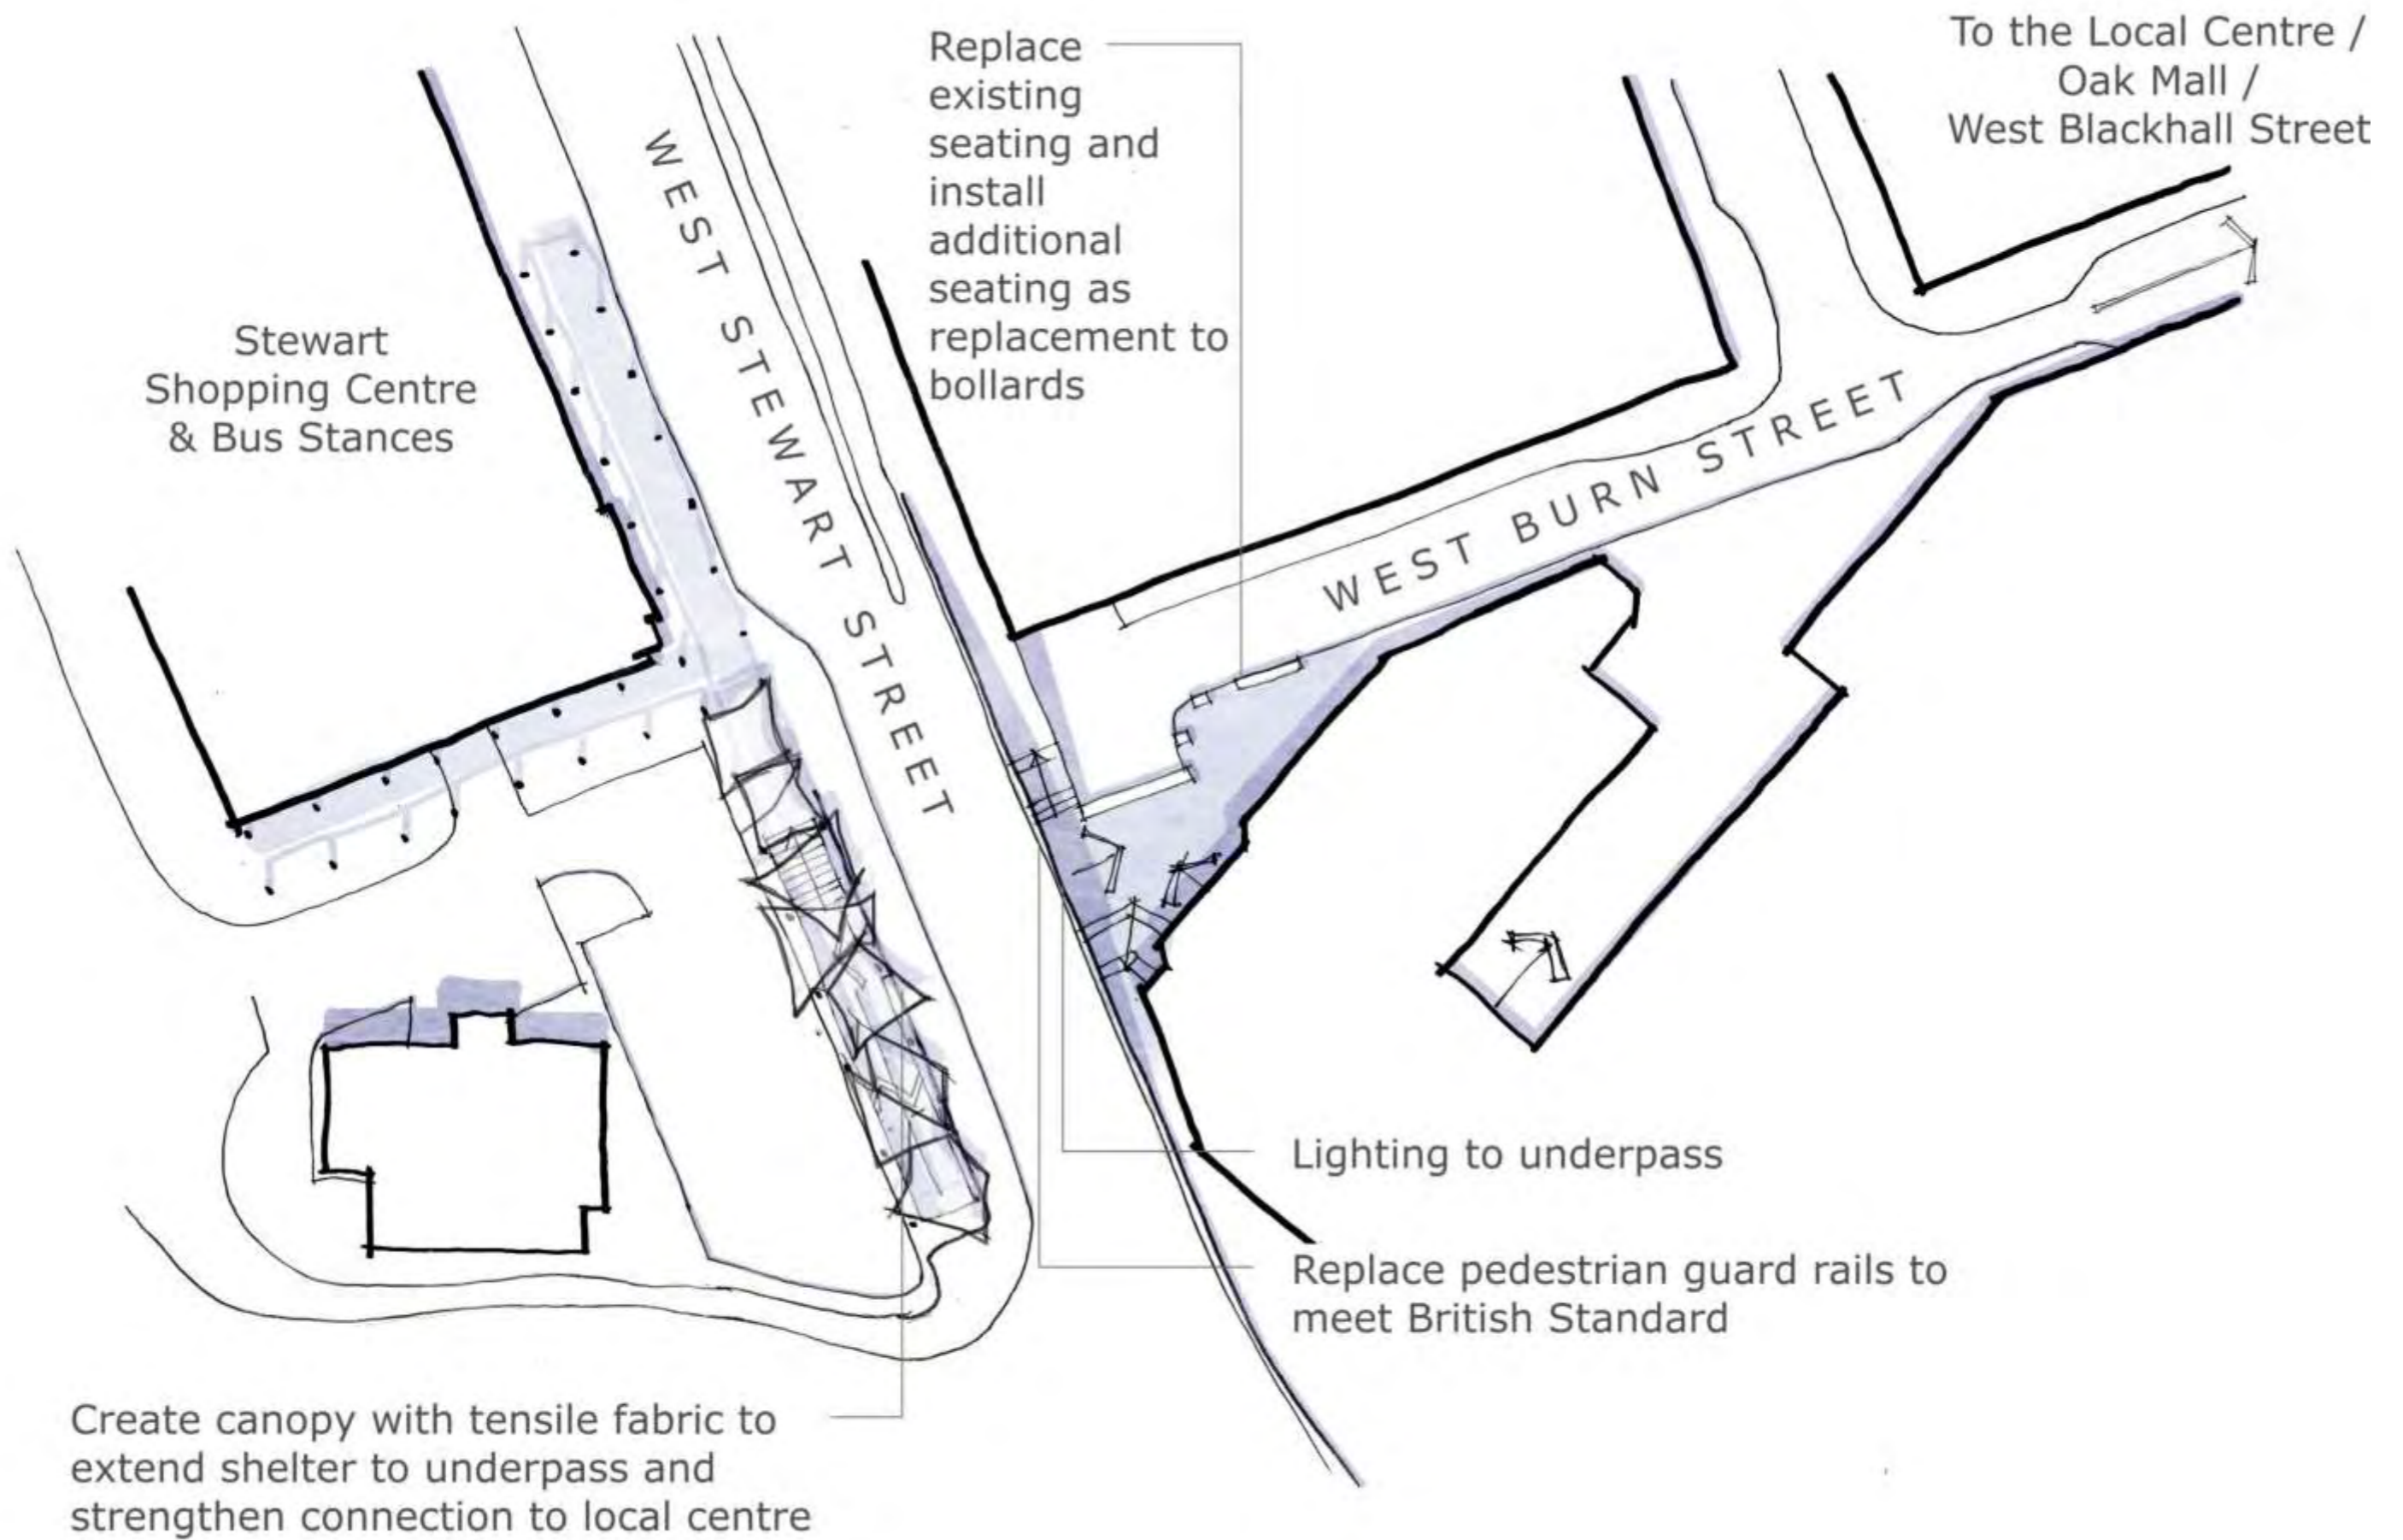 To the Local Centre /
Oak Mall /
West Blackhall Street
Replace
existing
seating and
install
additional
seating as
replacement to
bollards
WEST STEWART STREET
Stewart
Shopping Centre
& Bus Stances
WEST BURN STREET
Lighting to underpass
Replace pedestrian guard rails to
meet British Standard
Create canopy with tensile fabric to
extend shelter to underpass and
strengthen connection to local centre